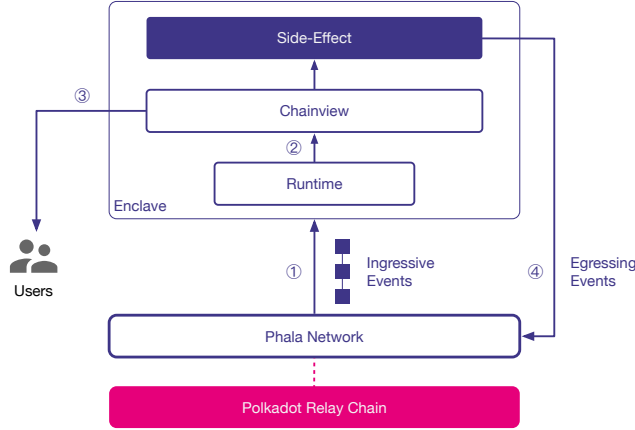 Side-Effect
③
Chainview
②
Runtime
Enclave
Users
①
Ingressive
Events
④
Egressing
Events
Phala Network
Polkadot Relay Chain